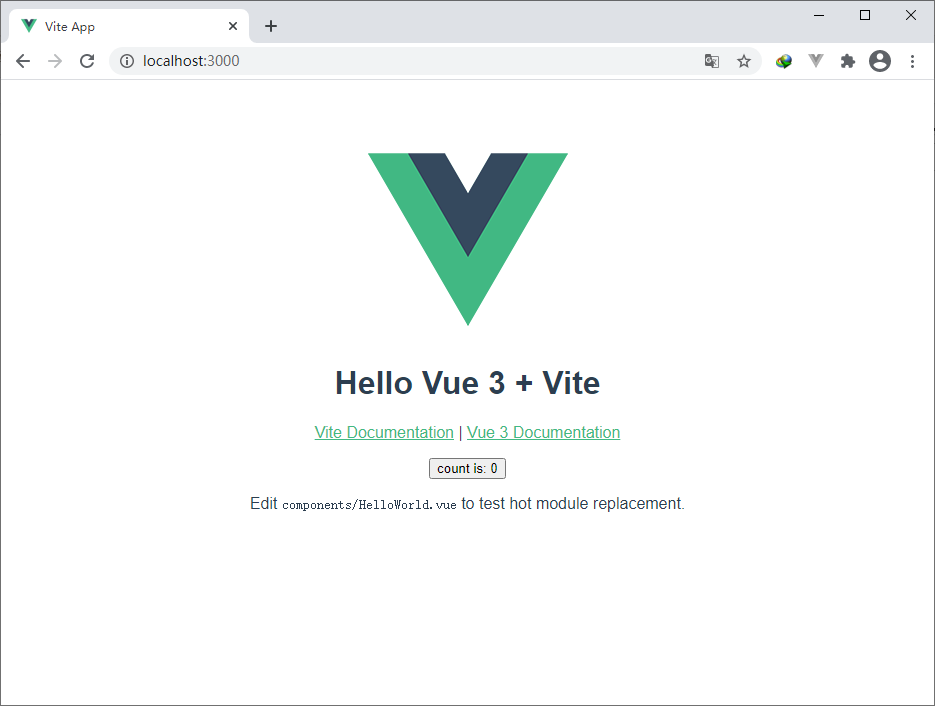 Vite App
localhost:3000
Hello Vue 3 + Vite
Vite Documentation | Vue 3 Documentation
count is: 0
Edit components/HelloWorld.vue to test hot module replacement.